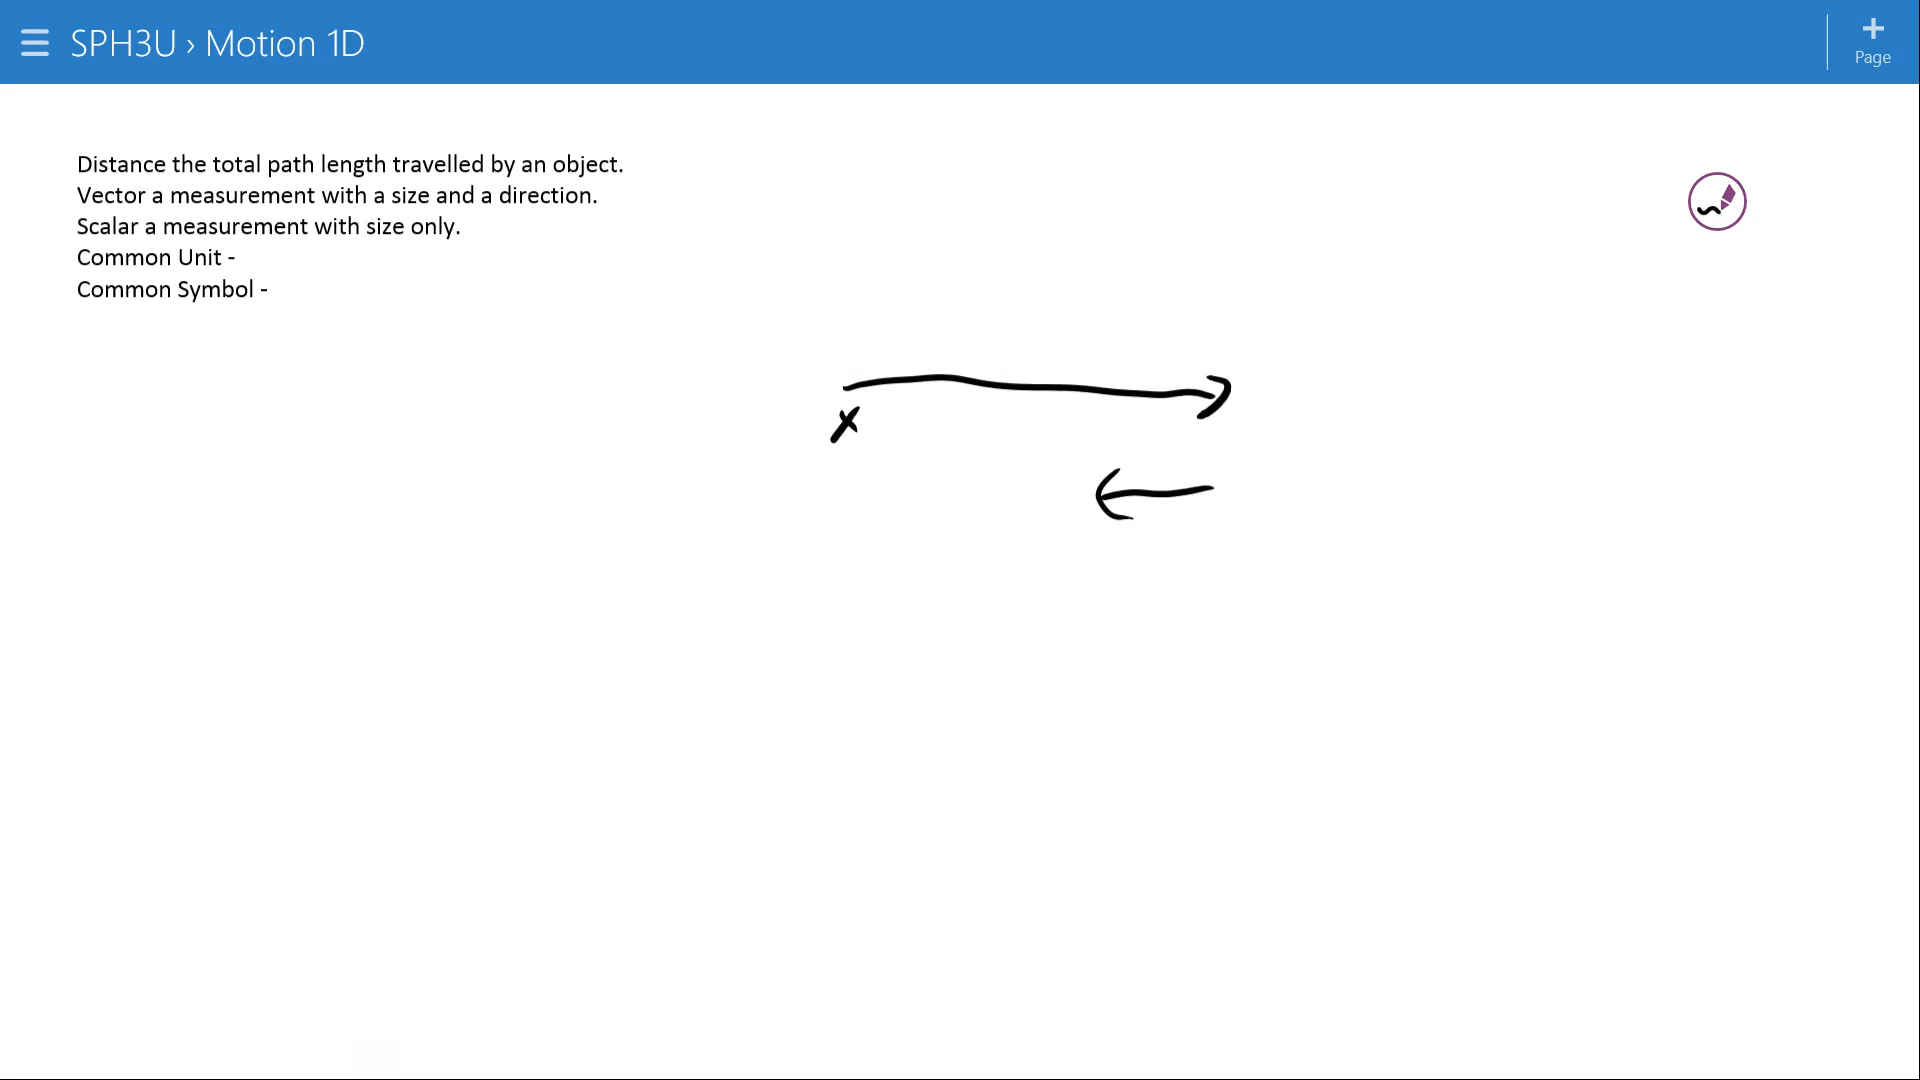 SPH3U › Motion 1D
Page
Distance the total path length travelled by an object.
Vector a measurement with a size and a direction.
Scalar a measurement with size only.
Common Unit -
Common Symbol -
x